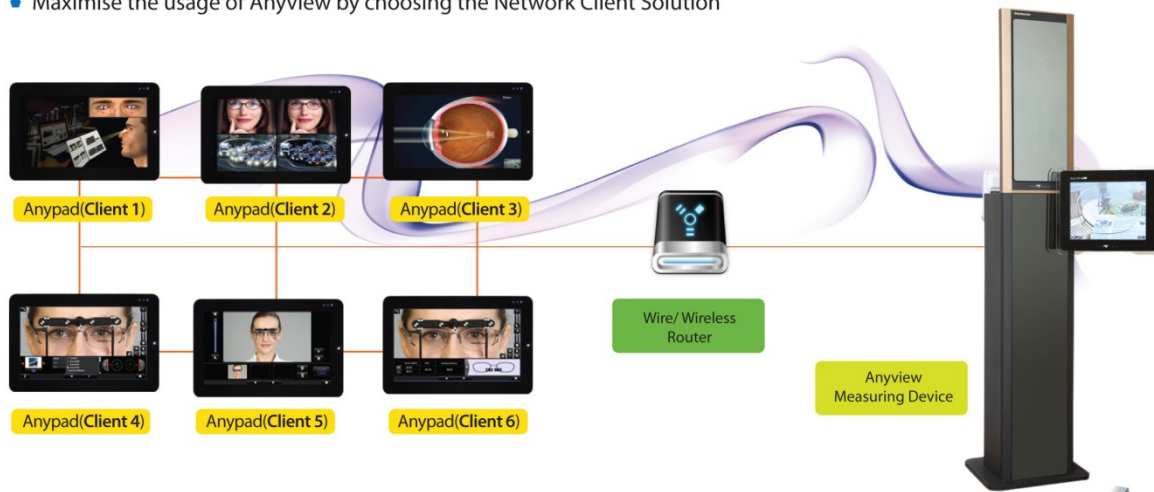 Maximise the usage of Anyview by choosing the Network Client Solution
Anypad(Client 1)
Anypad(Client 2)
Anypad(Client 3)
Anypad(Client 4)
Anypad(Client 5)
Anypad(Client 6)
Wire/ Wireless
Router
Anyview
Measuring Device